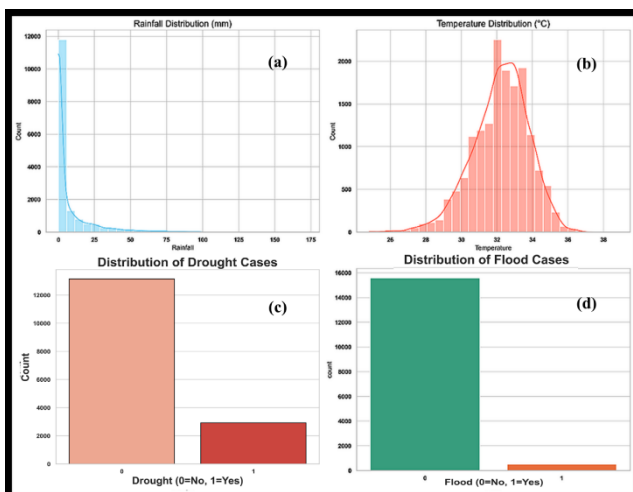 Rainfall Distribution (mm)
12000
10000
8000
6000
4000
2000
0
Count
(a)
0
25
50
75
100
125
150
175
Rainfall
Temperature Distribution (°C)
2000
1500
1000
500
0
Count
(b)
26
28
30
32
34
36
38
Temperature
Distribution of Drought Cases
12000
10000
8000
6000
4000
2000
0
Count
(c)
0
1
Drought (0=No, 1=Yes)
Distribution of Flood Cases
16000
14000
12000
10000
8000
6000
4000
2000
0
count
(d)
0
1
Flood (0=No, 1=Yes)